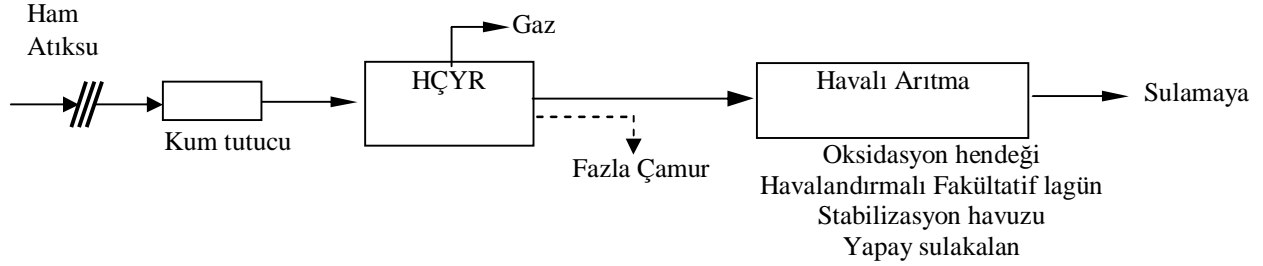 Ham
Atıksu
Gaz
HÇYR
Havalı Arıtma
Sulamaya
Kum tutucu
Fazla Çamur
Oksidasyon hendeği
Havalandırmalı Fakültatif lagün
Stabilizasyon havuzu
Yapay sulakalan